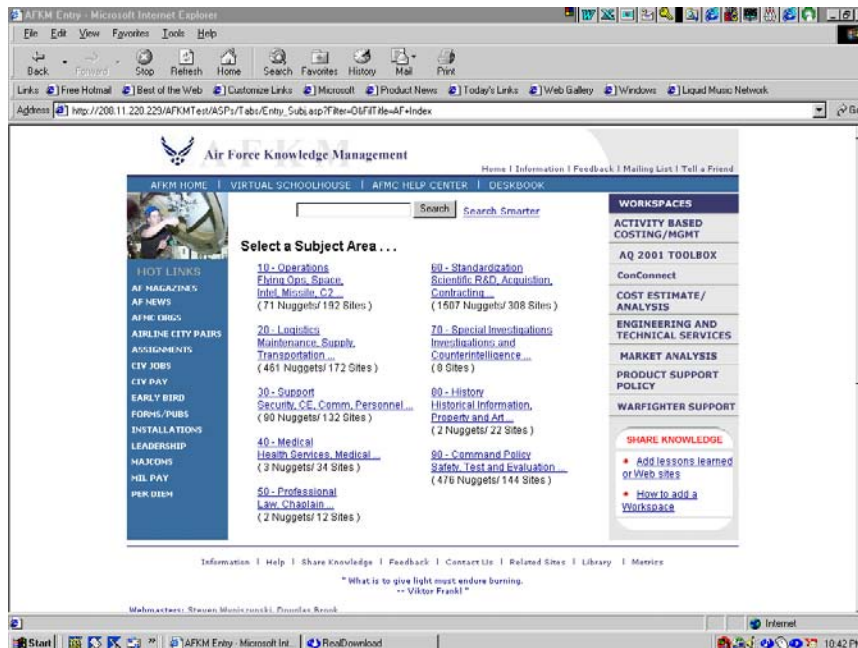 AFKM Entry - Microsoft Internet Explorer
File Edit View Favorites Tools Help
Back Forward Stop Refresh Home Search Favorites History Mail Print
Links Free Hotmail Best of the Web Customize Links Microsoft Product News Today's Links Web Gallery Windows Liquid Music Network
Address http://200.11.220.229/AFKMTest/ASPs/Tabs/Entry_Subj.asp?Filter=0&FilTitle=AF+Index
AFKM
Air Force Knowledge Management
Home | Information | Feedback | Mailing List | Tell a Friend
AFKM HOME | VIRTUAL SCHOOLHOUSE | AFMC HELP CENTER | DESKBOOK
Search Search Smarter
Select a Subject Area . . .
10 - Operations
Flying Ops, Space,
Intel, Missile, C2 ...
( 71 Nuggets/ 192 Sites )
20 - Logistics
Maintenance, Supply,
Transportation ...
( 461 Nuggets/ 172 Sites )
30 - Support
Security, CE, Comm, Personnel ...
( 90 Nuggets/ 132 Sites )
40 - Medical
Health Services, Medical ...
( 3 Nuggets/ 34 Sites )
50 - Professional
Law, Chaplain ...
( 2 Nuggets/ 12 Sites )
60 - Standardization
Scientific R&D, Acquistion,
Contracting ...
( 1507 Nuggets/ 308 Sites )
70 - Special Investigations
Investigations and
Counterintelligence ...
( 8 Sites )
80 - History
Historical Information,
Property and Art ...
( 2 Nuggets/ 22 Sites )
90 - Command Policy
Safety, Test and Evaluation ...
( 476 Nuggets/ 144 Sites )
HOT LINKS
AF MAGAZINES
AF NEWS
AFMC ORGS
AIRLINE CITY PAIRS
ASSIGNMENTS
CIV JOBS
CIV PAY
EARLY BIRD
FORMS/PUBS
INSTALLATIONS
LEADERSHIP
MAJCOMS
MIL PAY
PER DIEM
WORKSPACES
ACTIVITY BASED
COSTING/MGMT
AQ 2001 TOOLBOX
ConConnect
COST ESTIMATE/
ANALYSIS
ENGINEERING AND
TECHNICAL SERVICES
MARKET ANALYSIS
PRODUCT SUPPORT
POLICY
WARFIGHTER SUPPORT
SHARE KNOWLEDGE
Add lessons learned
or Web sites
How to add a
Workspace
Information | Help | Share Knowledge | Feedback | Contact Us | Related Sites | Library | Metrics
" What is to give light must endure burning.
-- Viktor Frankl "
Webmasters: Steven
Internet
Start AFKM Entry - Microsoft Int... RealDownload 10:42 PM